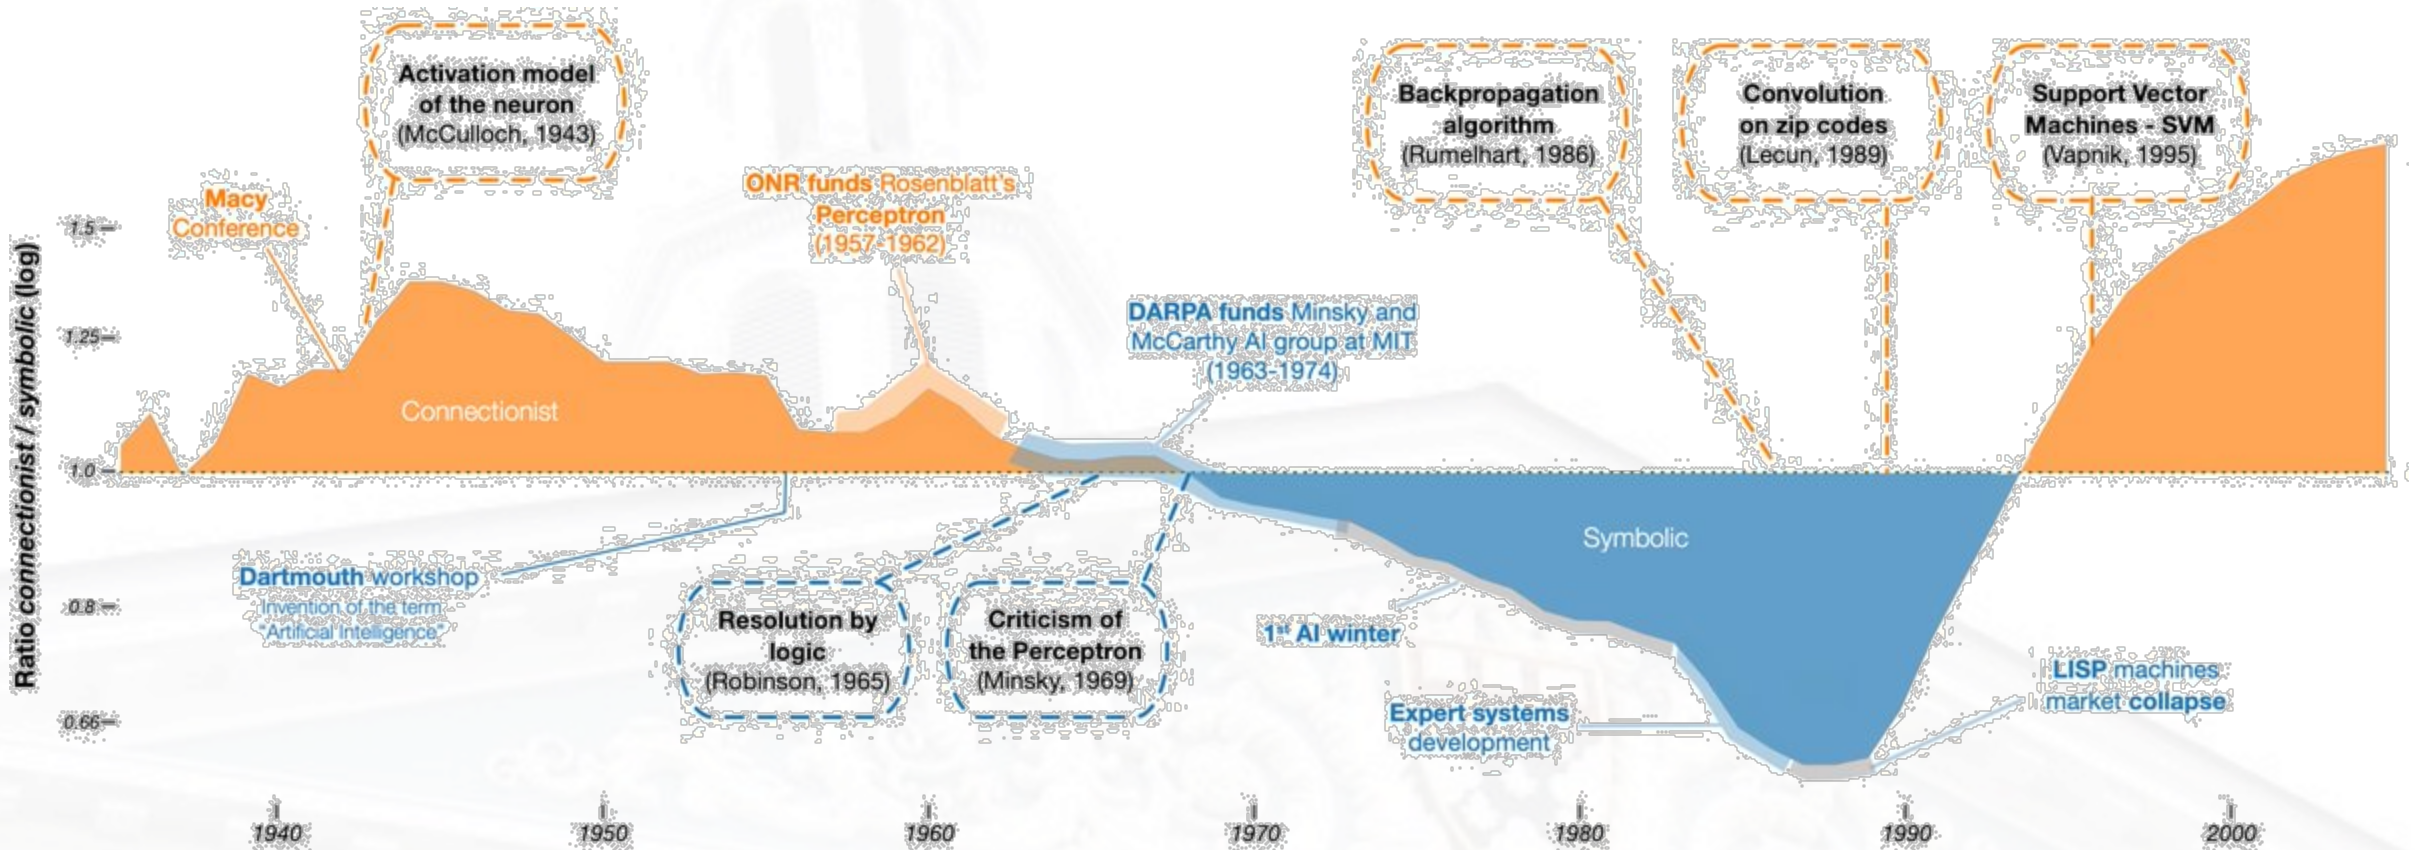 Activation model
of the neuron
(McCulloch, 1943)
Backpropagation
algorithm
(Rumelhart, 1986)
Convolution
on zip codes
(Lecun, 1989)
Support Vector
Machines - SVM
(Vapnik, 1995)
Macy
Conference
ONR funds Rosenblatt's
Perceptron
(1957-1962)
DARPA funds Minsky and
McCarthy AI group at MIT
(1963-1974)
Ratio connectionist / symbolic (log)
1.5
1.25
1.0
0.8
0.66
Connectionist
Symbolic
Dartmouth workshop
Invention of the term
"Artificial Intelligence"
Resolution by
logic
(Robinson, 1965)
Criticism of
the Perceptron
(Minsky, 1969)
1st AI winter
Expert systems
development
LISP machines
market collapse
1940
1950
1960
1970
1980
1990
2000